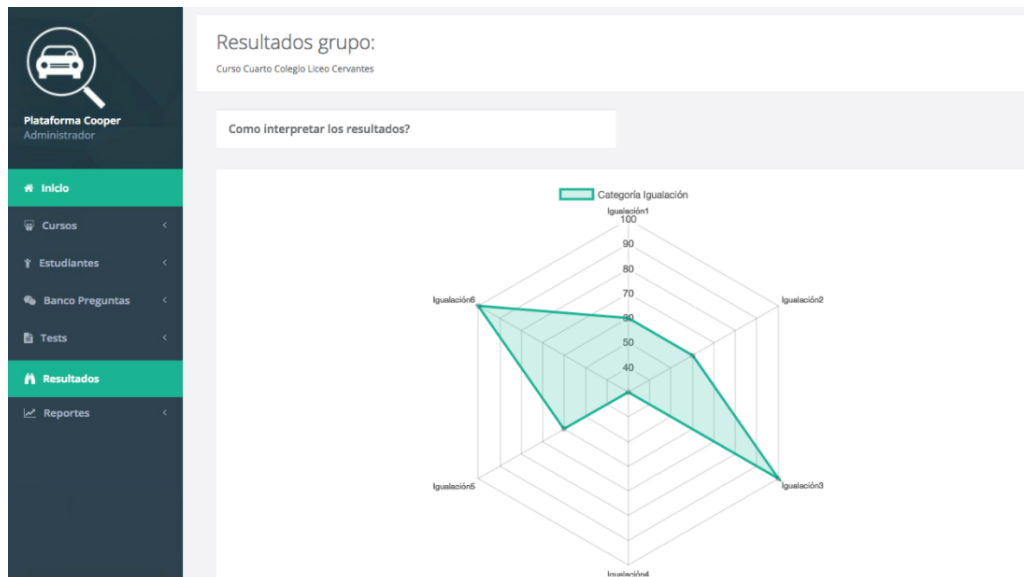 Plataforma Cooper
Administrador
Inicio
Cursos
Estudiantes
Banco Preguntas
Tests
Resultados
Reportes
Resultados grupo:
Curso Cuarto Colegio Liceo Cervantes
Como interpretar los resultados?
Categoría Igualación
Igualación1
100
90
80
70
60
50
40
Igualación2
Igualación3
Igualación4
Igualación5
Igualación6